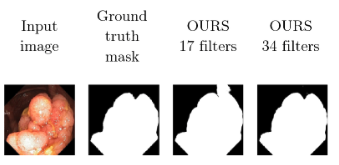 Input
image
Ground
truth
mask
OURS
17 filters
OURS
34 filters